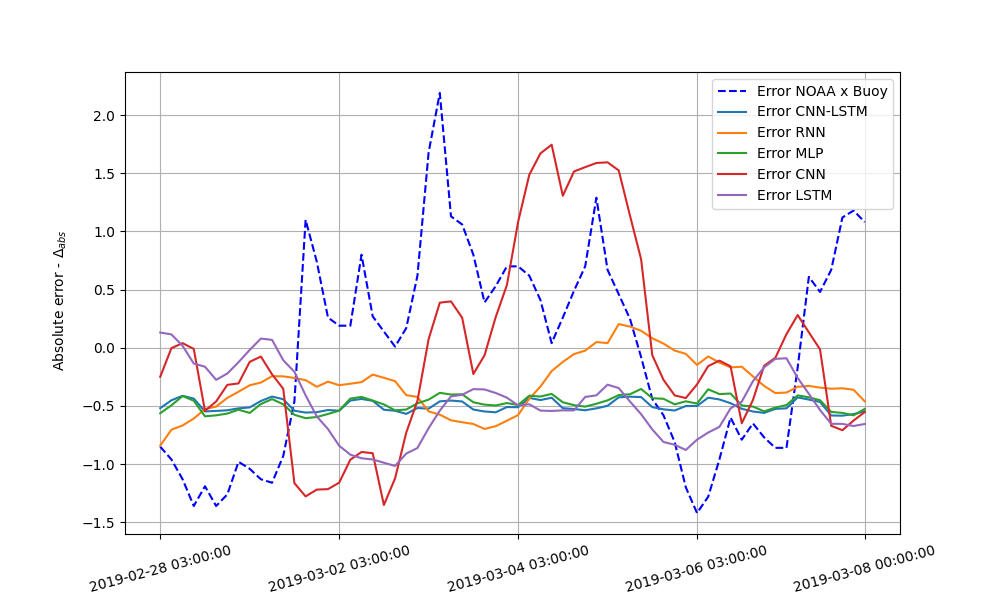 Error NOAA x Buoy
Error CNN-LSTM
Error RNN
Error MLP
Error CNN
Error LSTM
Absolute error - Δabs
2.0
1.5
1.0
0.5
0.0
−0.5
−1.0
−1.5
2019-02-28 03:00:00
2019-03-02 03:00:00
2019-03-04 03:00:00
2019-03-06 03:00:00
2019-03-08 00:00:00